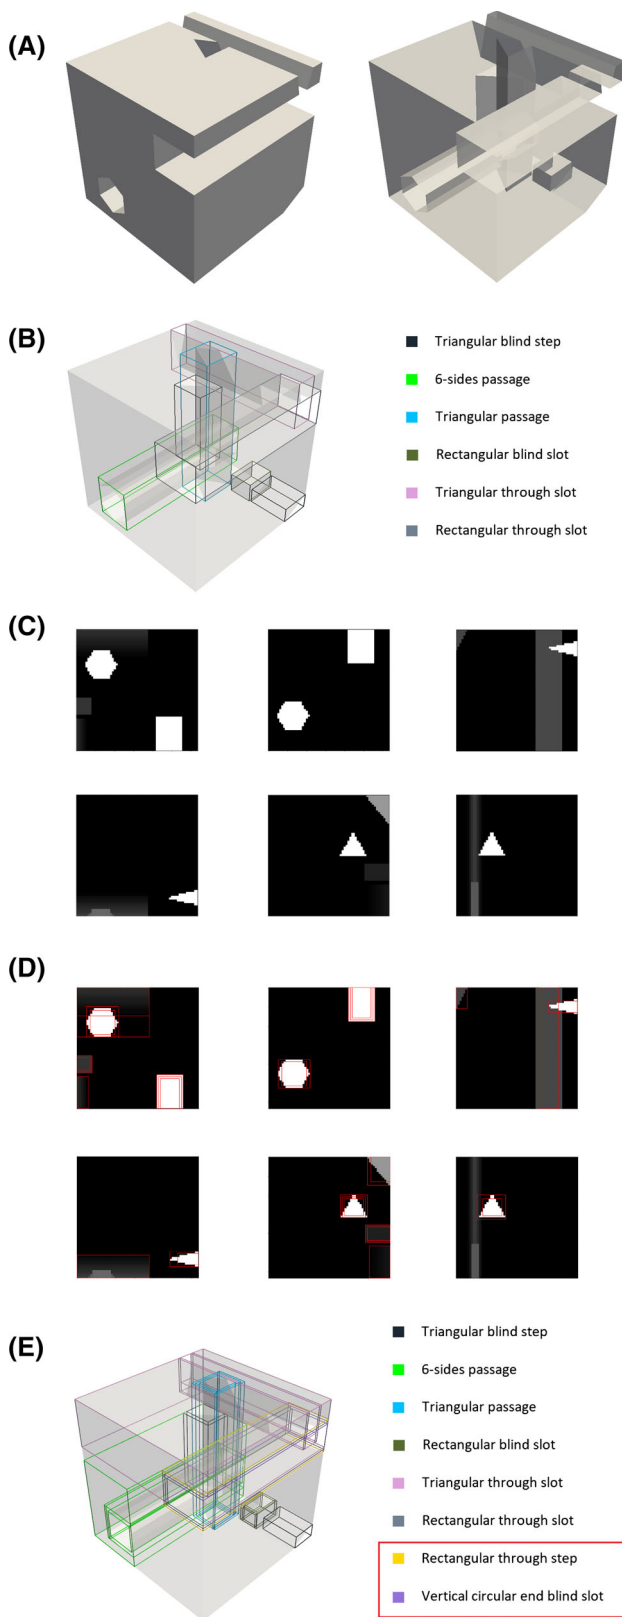 (A)
(B)
Triangular blind step
6-sides passage
Triangular passage
Rectangular blind slot
Triangular through slot
Rectangular through slot
(C)
(D)
(E)
Triangular blind step
6-sides passage
Triangular passage
Rectangular blind slot
Triangular through slot
Rectangular through slot
Rectangular through step
Vertical circular end blind slot